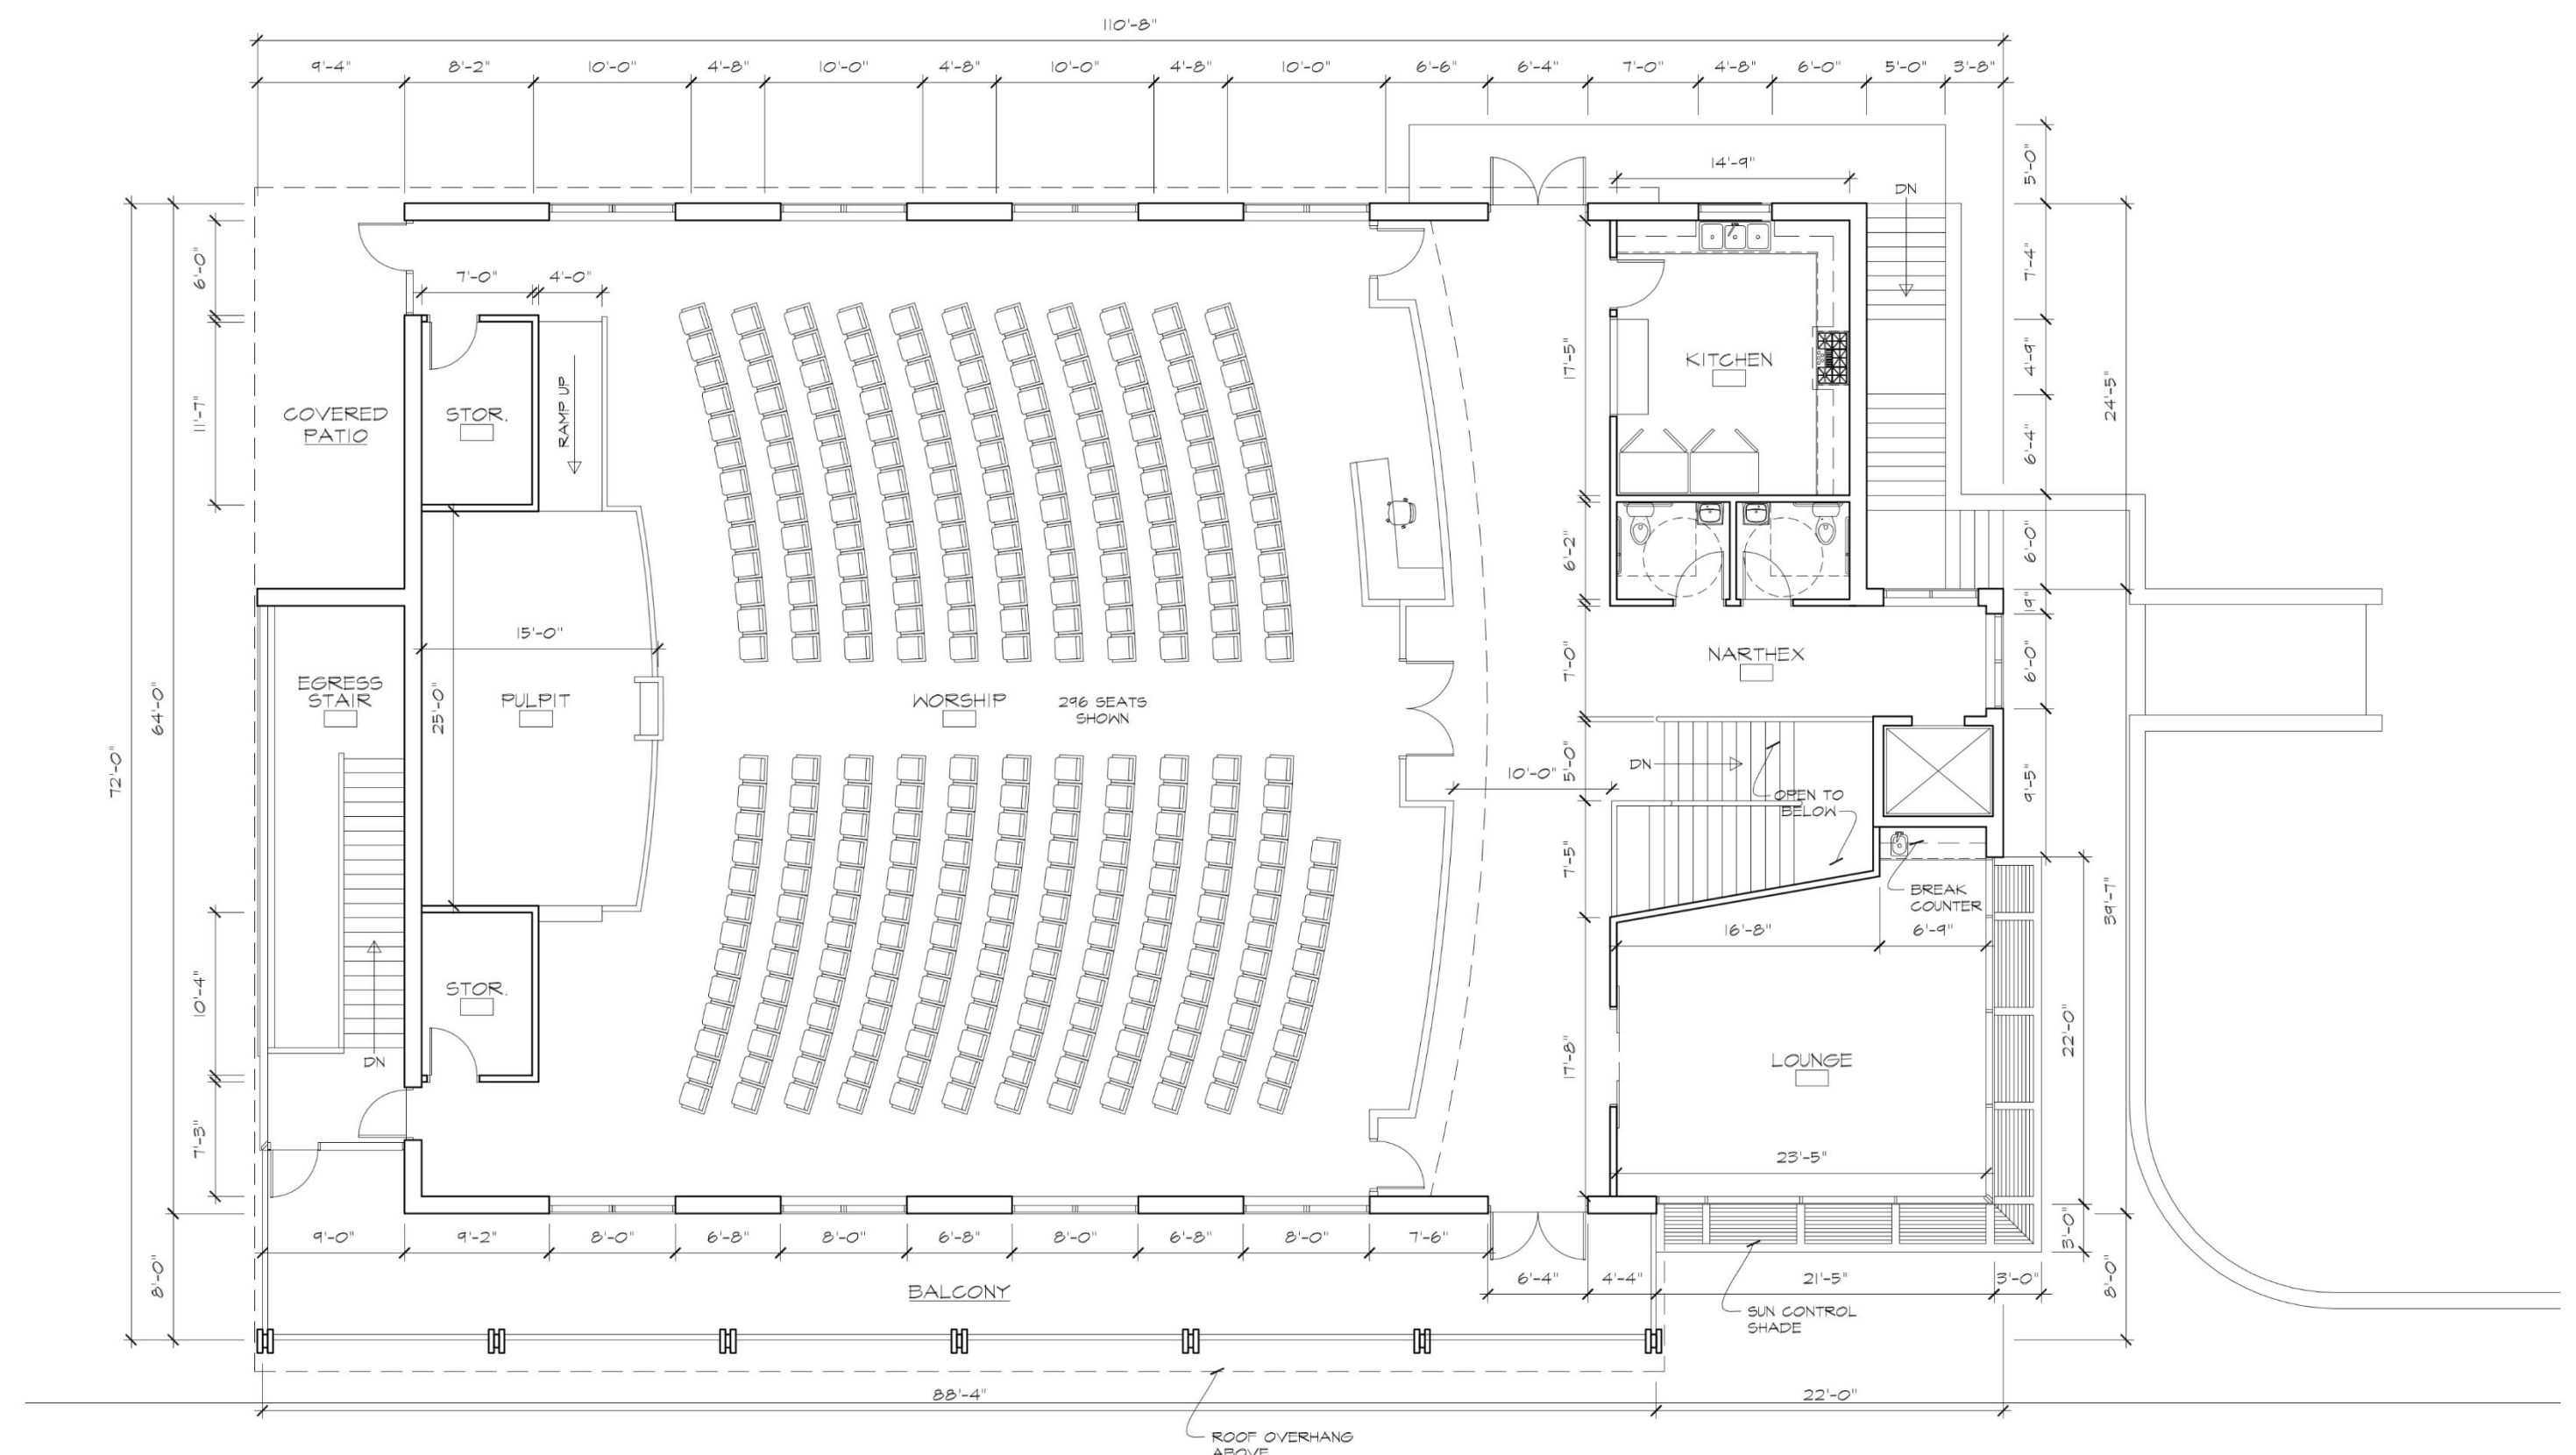 110'-8"
9'-4"
8'-2"
10'-0"
4'-8"
10'-0"
4'-8"
10'-0"
4'-8"
10'-0"
6'-6"
6'-4"
7'-0"
4'-8"
6'-0"
5'-0"
3'-8"
14'-9"
DN
5'-0"
7'-4"
4'-9"
6'-4"
6'-0"
19"
6'-0"
9'-5"
24'-5"
39'-7"
22'-0"
3'-0"
8'-0"
72'-0"
64'-0"
8'-0"
6'-0"
11'-7"
10'-4"
7'-3"
7'-0"
4'-0"
COVERED
PATIO
STOR.
RAMP UP
KITCHEN
17'-5"
6'-2"
7'-0"
5'-0"
7'-5"
17'-8"
15'-0"
25'-0"
EGRESS
STAIR
PULPIT
WORSHIP
296 SEATS
SHOWN
NARTHEX
DN
10'-0"
OPEN TO
BELOW
BREAK
COUNTER
16'-8"
6'-9"
STOR.
DN
LOUNGE
23'-5"
9'-0"
9'-2"
8'-0"
6'-8"
8'-0"
6'-8"
8'-0"
6'-8"
8'-0"
7'-6"
6'-4"
4'-4"
21'-5"
3'-0"
BALCONY
SUN CONTROL
SHADE
88'-4"
22'-0"
ROOF OVERHANG
ABOVE